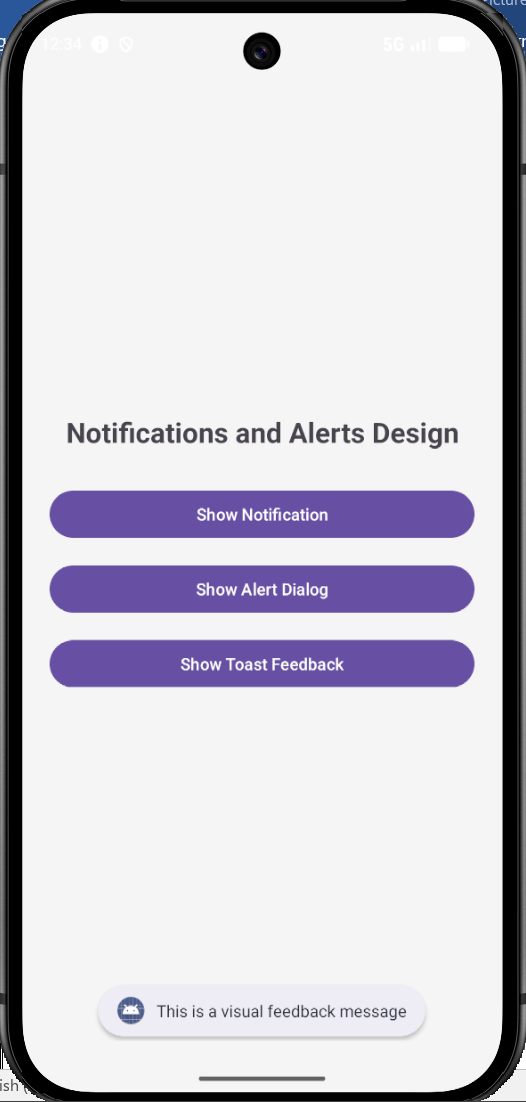 12:34
5G
Notifications and Alerts Design
Show Notification
Show Alert Dialog
Show Toast Feedback
This is a visual feedback message